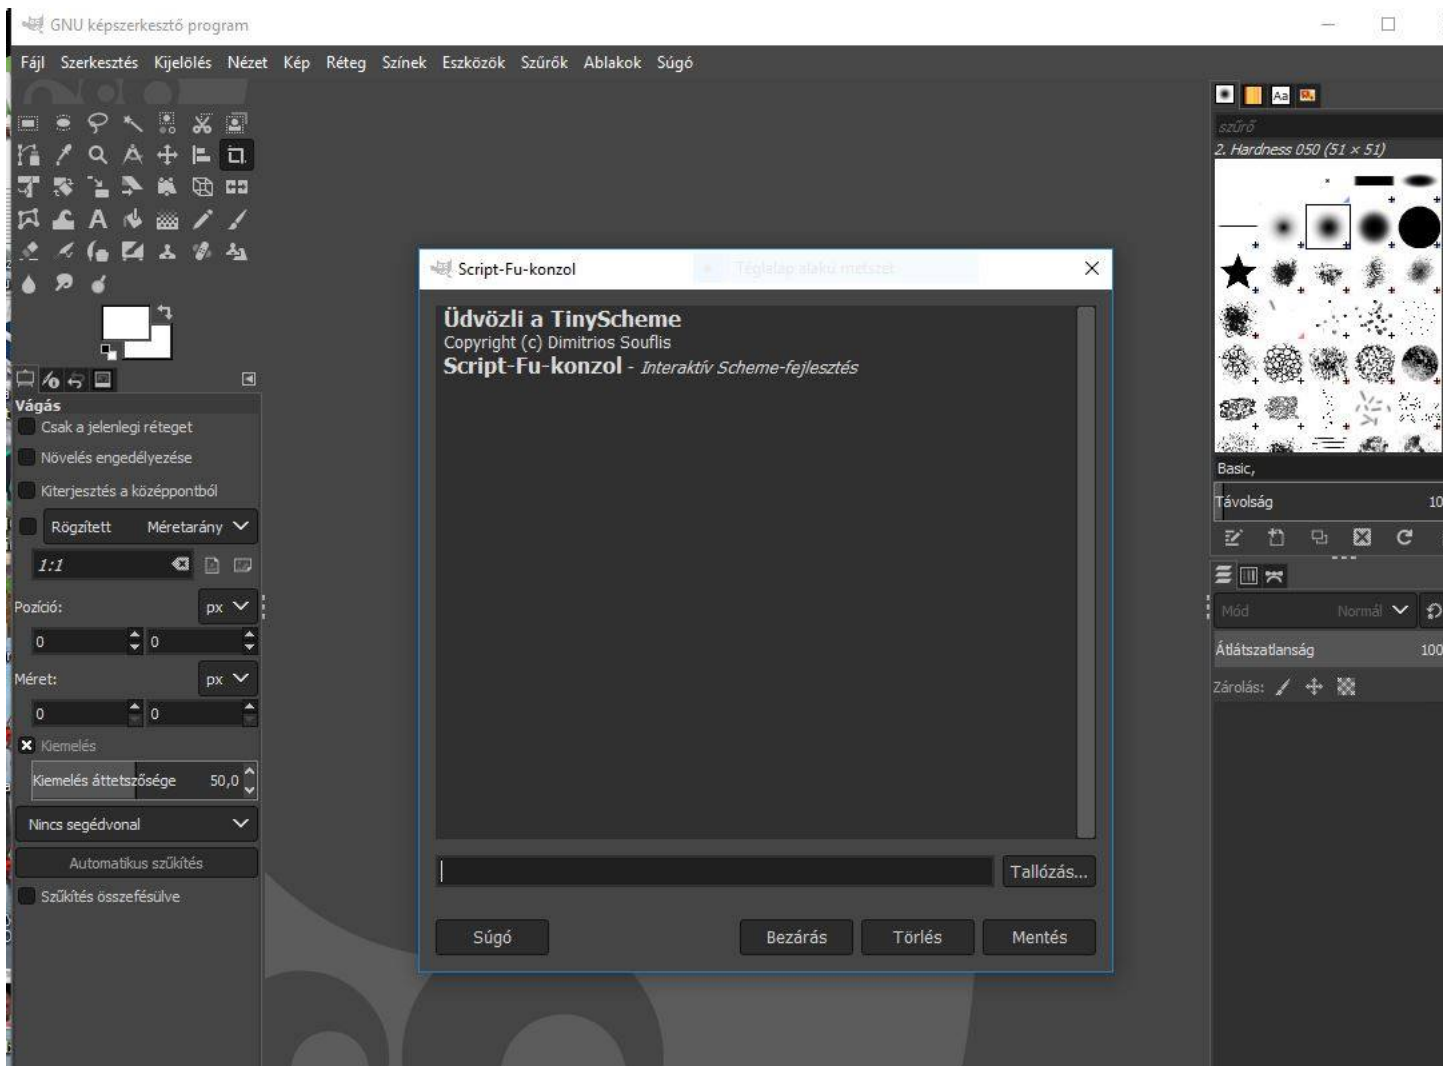 GNU képszerkesztő program
Fájl Szerkesztés Kijelölés Nézet Kép Réteg Színek Eszközök Szűrők Ablakok Súgó
Vágás
Csak a jelenlegi réteget
Növelés engedélyezése
Kiterjesztés a középpontból
Rögzített Méretarány
1:1
Pozíció: px
0 0
Méret: px
0 0
Kiemelés
Kiemelés áttetszősége 50,0
Nincs segédvonal
Automatikus szűkítés
Szűkítés összefésülve
Script-Fu-konzol
Téglalap alakú metszet
Üdvözli a TinyScheme
Copyright (c) Dimitrios Souflis
Script-Fu-konzol - Interaktív Scheme-fejlesztés
Tallózás...
Súgó Bezárás Törlés Mentés
Aa
szűrő
2. Hardness 050 (51 × 51)
Basic,
Távolság 10
Mód Normál
Átlátszatlanság 100
Zárolás: